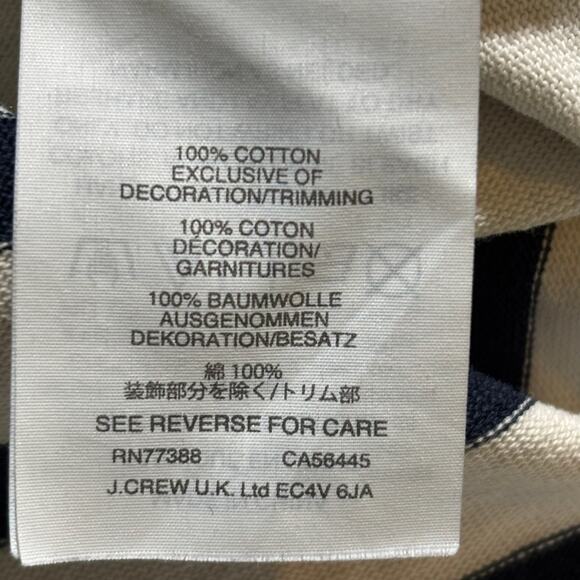 100% COTTON
EXCLUSIVE OF
DECORATION/TRIMMING
100% COTON
DÉCORATION/
GARNITURES
100% BAUMWOLLE
AUSGENOMMEN
DEKORATION/BESATZ
綿 100%
装飾部分を除く/トリム部
SEE REVERSE FOR CARE
RN77388 CA56445
J.CREW U.K. Ltd EC4V 6JA